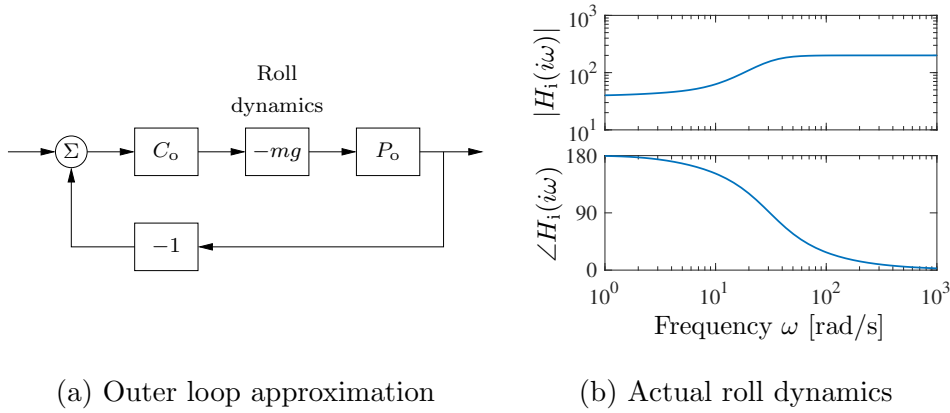 Roll
dynamics
Σ
C_o
−mg
P_o
−1
(a) Outer loop approximation
|H_i(iω)|
10^3
10^2
10^1
∠H_i(iω)
180
90
0
10^0 10^1 10^2 10^3
Frequency ω [rad/s]
(b) Actual roll dynamics